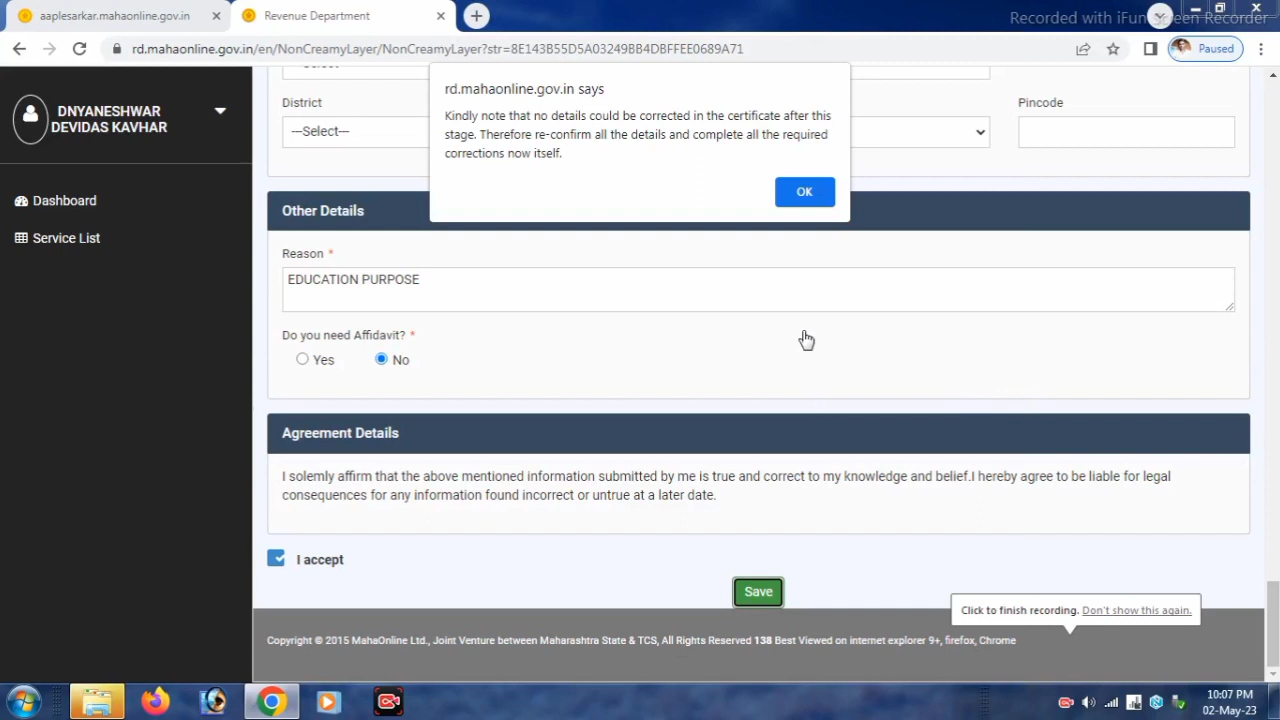 aaplesarkar.mahaonline.gov.in
Revenue Department
Recorded with iFun Screen Recorder
rd.mahaonline.gov.in/en/NonCreamyLayer/NonCreamyLayer?str=8E143B55D5A03249BB4DBFFEE0689A71
Paused
DNYANESHWAR
DEVIDAS KAVHAR
Dashboard
Service List
rd.mahaonline.gov.in says
Kindly note that no details could be corrected in the certificate after this
stage. Therefore re-confirm all the details and complete all the required
corrections now itself.
OK
District
Pincode
---Select---
Other Details
Reason *
EDUCATION PURPOSE
Do you need Affidavit? *
Yes
No
Agreement Details
I solemly affirm that the above mentioned information submitted by me is true and correct to my knowledge and belief.I hereby agree to be liable for legal
consequences for any information found incorrect or untrue at a later date.
I accept
Save
Click to finish recording. Don't show this again.
Copyright © 2015 MahaOnline Ltd., Joint Venture between Maharashtra State & TCS, All Rights Reserved 138 Best Viewed on internet explorer 9+, firefox, Chrome
10:07 PM
02-May-23